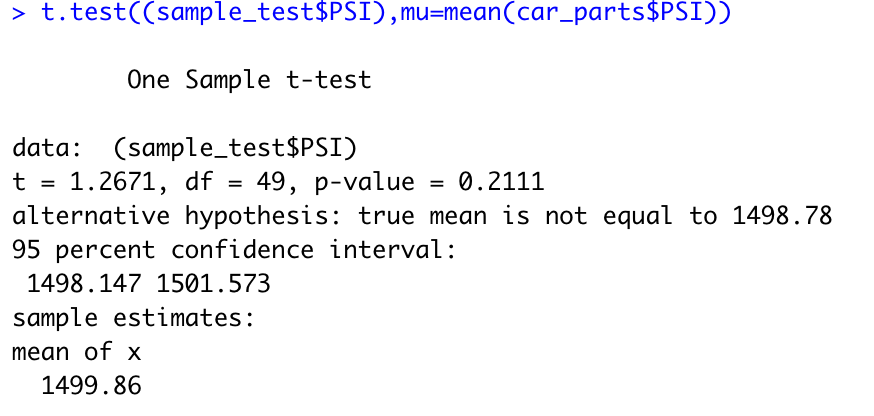 > t.test((sample_test$PSI),mu=mean(car_parts$PSI))
One Sample t-test
data:  (sample_test$PSI)
t = 1.2671, df = 49, p-value = 0.2111
alternative hypothesis: true mean is not equal to 1498.78
95 percent confidence interval:
1498.147 1501.573
sample estimates:
mean of x
1499.86